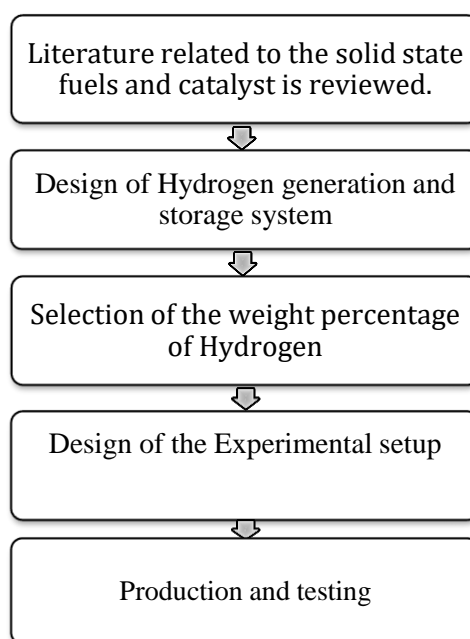 Literature related to the solid state
fuels and catalyst is reviewed.
Design of Hydrogen generation and
storage system
Selection of the weight percentage
of Hydrogen
Design of the Experimental setup
Production and testing